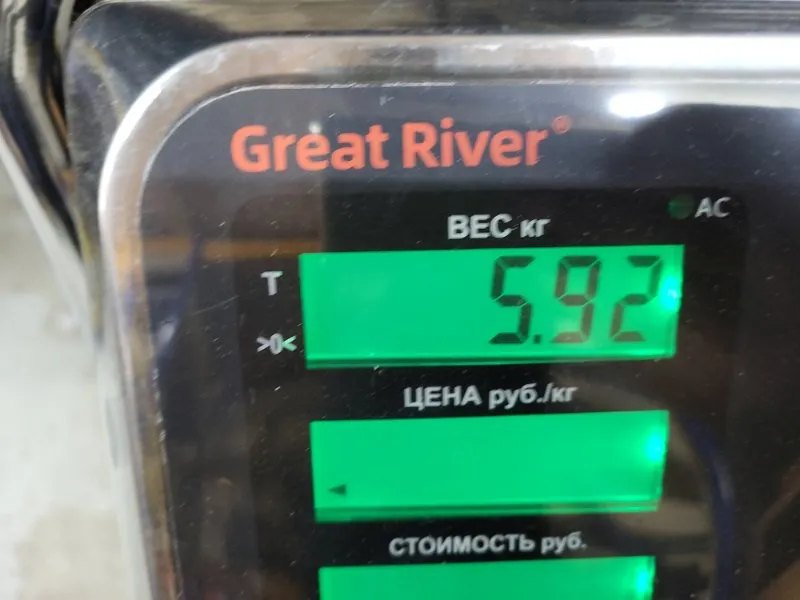 Great River®
AC
ВЕС кг
T
5.92
>0<
ЦЕНА руб./кг
СТОИМОСТЬ руб.